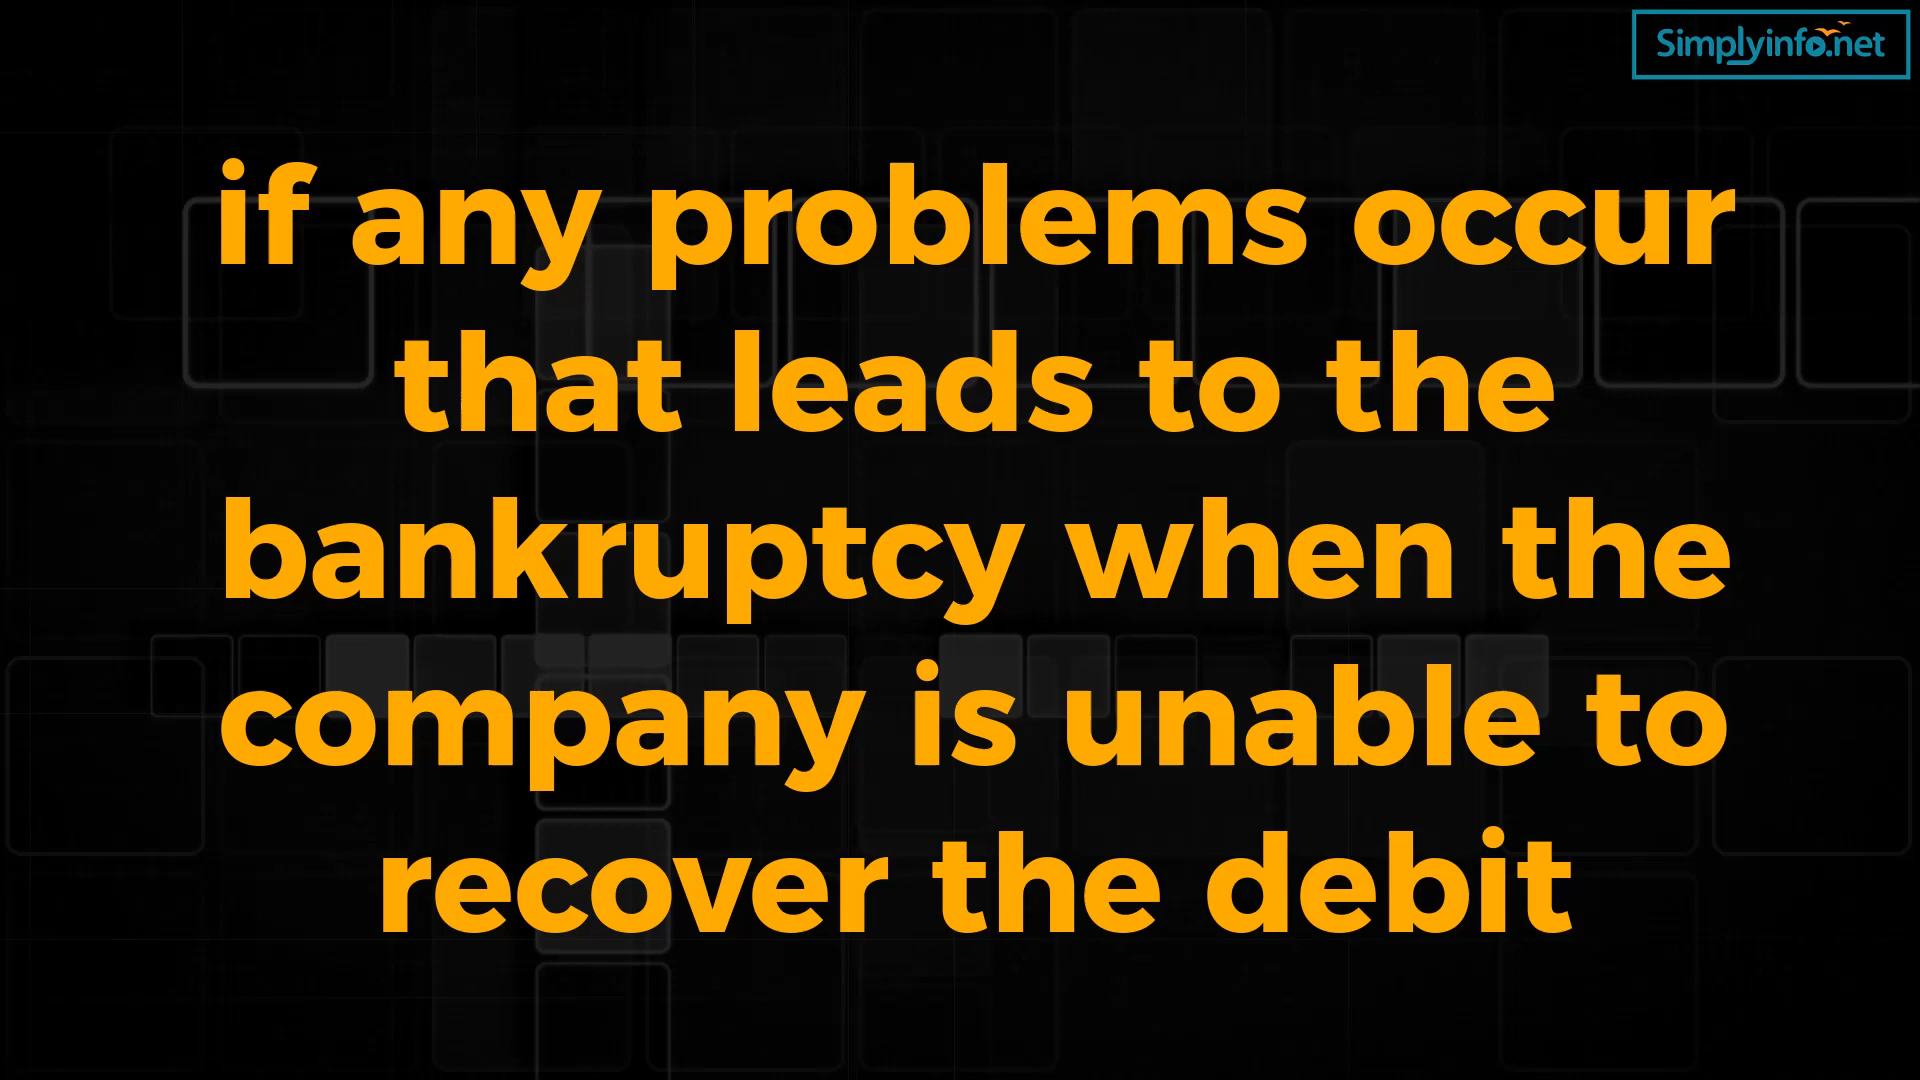 Simplyinfo.net
if any problems occur
that leads to the
bankruptcy when the
company is unable to
recover the debit